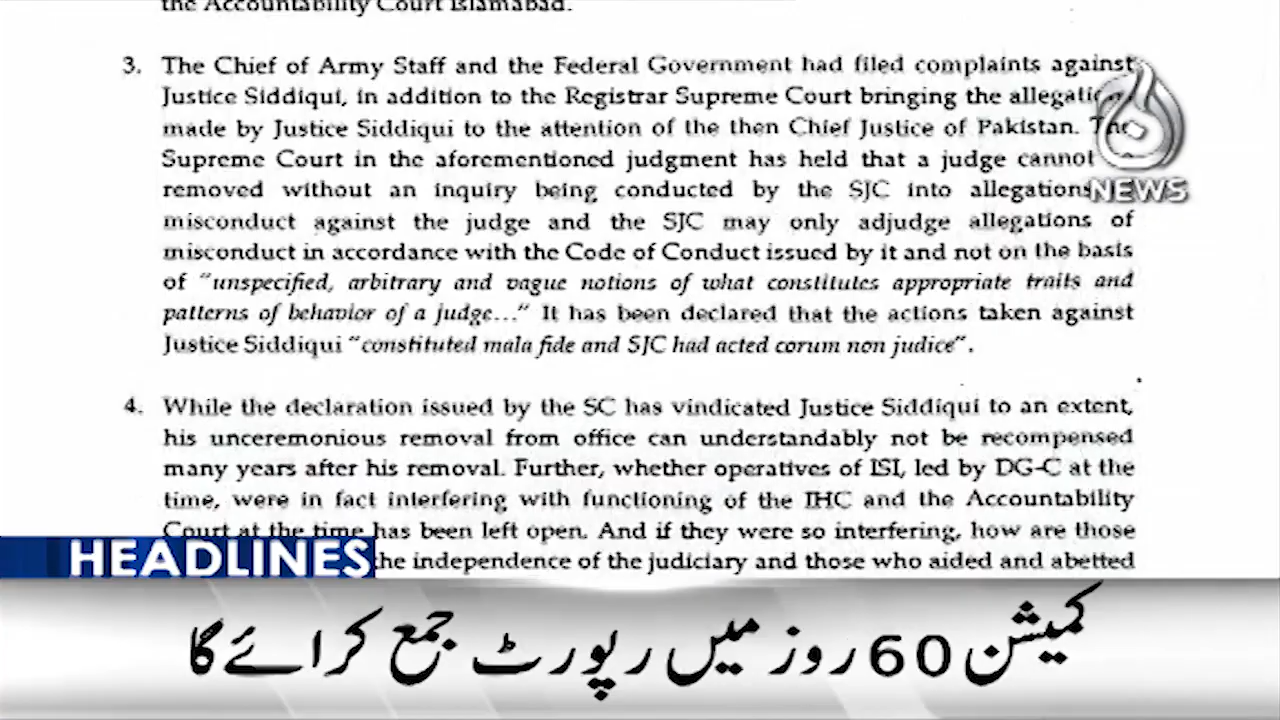 the Accountability Court Islamabad.
3. The Chief of Army Staff and the Federal Government had filed complaints against
Justice Siddiqui, in addition to the Registrar Supreme Court bringing the
made by Justice Siddiqui to the attention of the then Chief Justice of Pakistan. The
Supreme Court in the aforementioned judgment has held that a judge cannot
removed without an inquiry being conducted by the SJC into allegations
misconduct against the judge and the SJC may only adjudge allegations of
misconduct in accordance with the Code of Conduct issued by it and not on the basis
of “unspecified, arbitrary and vague notions of what constitutes appropriate traits and
patterns of behavior of a judge...” It has been declared that the actions taken against
Justice Siddiqui “constituted mala fide and SJC had acted corum non judice”.
4. While the declaration issued by the SC has vindicated Justice Siddiqui to an extent,
his unceremonious removal from office can understandably not be recompensed
many years after his removal. Further, whether operatives of ISI, led by DG-C at the
time, were in fact interfering with functioning of the IHC and the Accountability
Court at the time has been left open. And if they were so interfering, how are those
the independence of the judiciary and those who aided and abetted
NEWS
HEADLINES
کمیشن 60 روز میں رپورٹ جمع کرائے گا